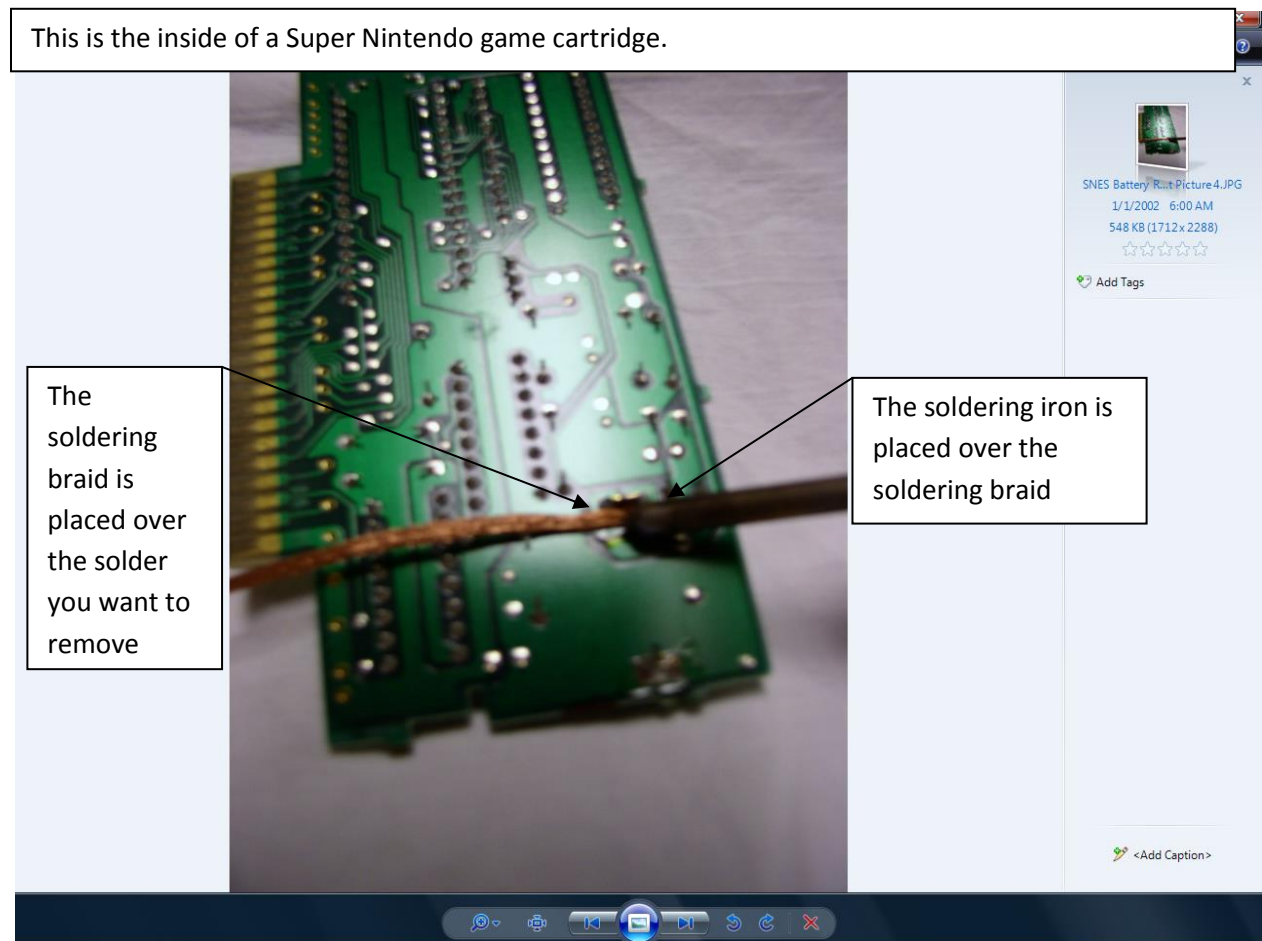 This is the inside of a Super Nintendo game cartridge.
SNES Battery R...t Picture 4.JPG
1/1/2002 6:00 AM
548 KB (1712 x 2288)
Add Tags
The
soldering
braid is
placed over
the solder
you want to
remove
The soldering iron is
placed over the
soldering braid
<Add Caption>